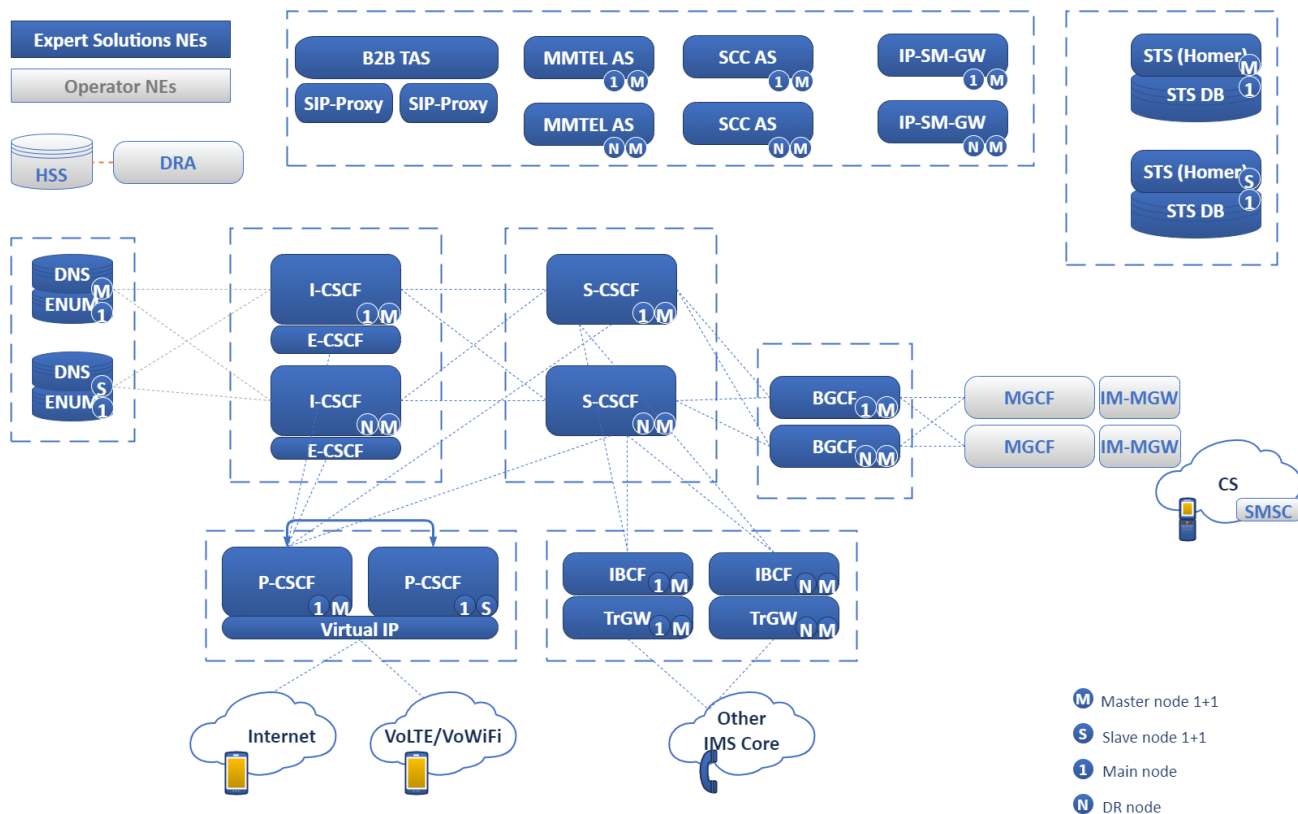 Expert Solutions NEs
Operator NEs
HSS
DRA
B2B TAS
SIP-Proxy
SIP-Proxy
MMTEL AS
1 M
MMTEL AS
N M
SCC AS
1 M
SCC AS
N M
IP-SM-GW
1 M
IP-SM-GW
N M
STS (Homer)
M
STS DB
1
STS (Homer)
S
STS DB
1
DNS
M
ENUM
1
DNS
S
ENUM
1
I-CSCF
1 M
E-CSCF
I-CSCF
N M
E-CSCF
S-CSCF
1 M
S-CSCF
N M
BGCF
1 M
BGCF
N M
MGCF
IM-MGW
MGCF
IM-MGW
CS
SMSC
P-CSCF
1 M
P-CSCF
1 S
Virtual IP
IBCF
1 M
TrGW
1 M
IBCF
N M
TrGW
N M
Internet
VoLTE/VoWiFi
Other
IMS Core
M Master node 1+1
S Slave node 1+1
1 Main node
N DR node